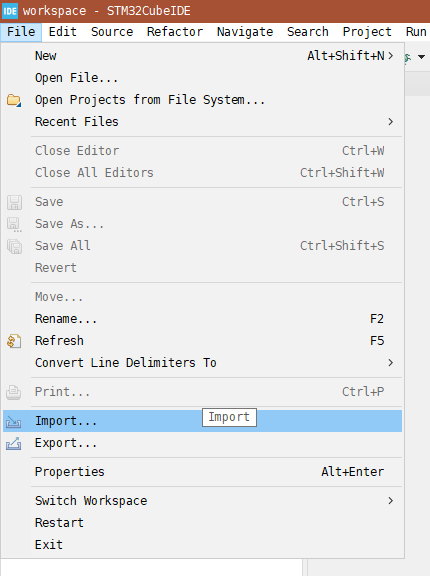 IDE workspace - STM32CubeIDE
File Edit Source Refactor Navigate Search Project Run
New Alt+Shift+N
Open File...
Open Projects from File System...
Recent Files
Close Editor Ctrl+W
Close All Editors Ctrl+Shift+W
Save Ctrl+S
Save As...
Save All Ctrl+Shift+S
Revert
Move...
Rename... F2
Refresh F5
Convert Line Delimiters To
Print... Ctrl+P
Import... Import
Export...
Properties Alt+Enter
Switch Workspace
Restart
Exit